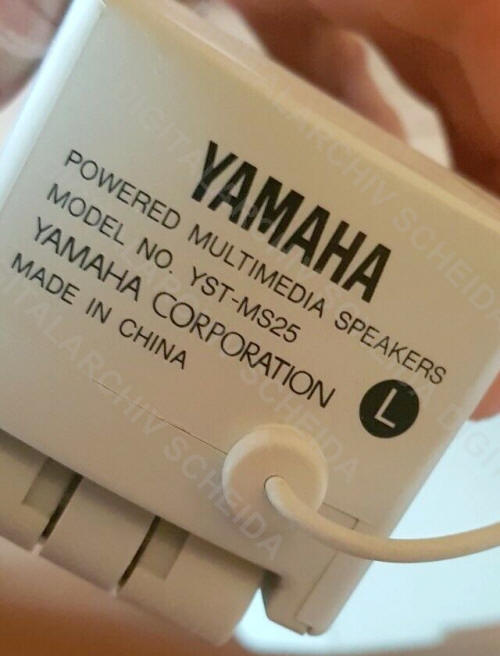 YAMAHA
POWERED MULTIMEDIA SPEAKERS
MODEL NO. YST-MS25
YAMAHA CORPORATION
MADE IN CHINA
L
DIGITALARCHIV SCHEIDA